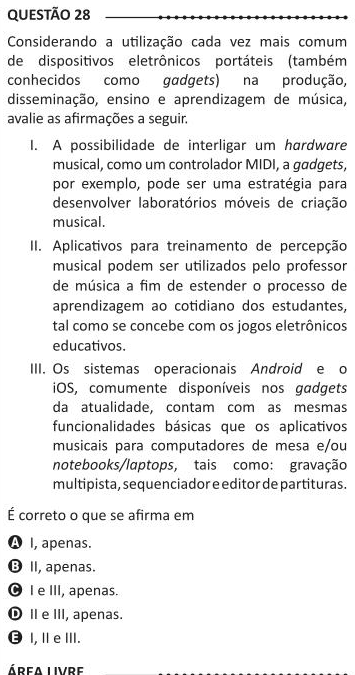 QUESTÃO 28
Considerando a utilização cada vez mais comum
de dispositivos eletrônicos portáteis (também
conhecidos como gadgets) na produção,
disseminação, ensino e aprendizagem de música,
avalie as afirmações a seguir.
I. A possibilidade de interligar um hardware
musical, como um controlador MIDI, a gadgets,
por exemplo, pode ser uma estratégia para
desenvolver laboratórios móveis de criação
musical.
II. Aplicativos para treinamento de percepção
musical podem ser utilizados pelo professor
de música a fim de estender o processo de
aprendizagem ao cotidiano dos estudantes,
tal como se concebe com os jogos eletrônicos
educativos.
III. Os sistemas operacionais Android e o
iOS, comumente disponíveis nos gadgets
da atualidade, contam com as mesmas
funcionalidades básicas que os aplicativos
musicais para computadores de mesa e/ou
notebooks/laptops, tais como: gravação
multipista, sequenciador e editor de partituras.
É correto o que se afirma em
A I, apenas.
B II, apenas.
C I e III, apenas.
D II e III, apenas.
E I, II e III.
ÁREA LIVRE